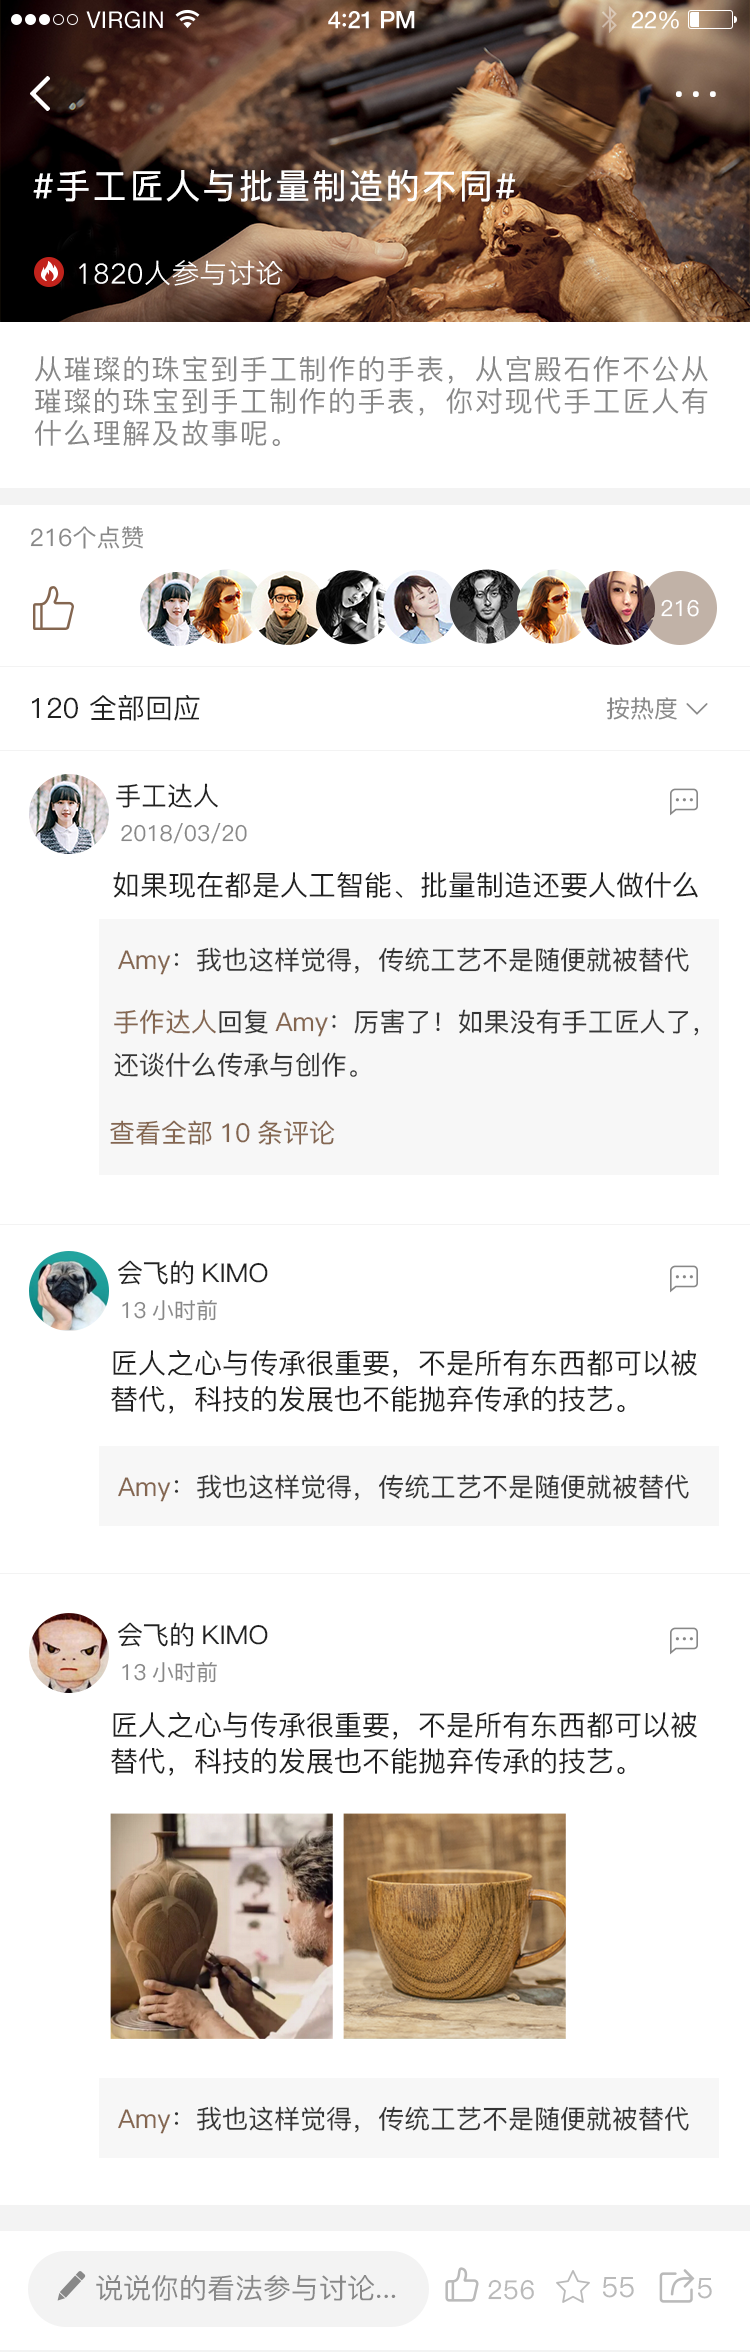 VIRGIN 4:21 PM 22%
#手工匠人与批量制造的不同#
1820人参与讨论
从璀璨的珠宝到手工制作的手表，从宫殿石作不公从
璀璨的珠宝到手工制作的手表，你对现代手工匠人有
什么理解及故事呢。
216个点赞
216
120 全部回应
按热度
手工达人
2018/03/20
如果现在都是人工智能、批量制造还要人做什么
Amy：我也这样觉得，传统工艺不是随便就被替代
手作达人回复 Amy：厉害了！如果没有手工匠人了，
还谈什么传承与创作。
查看全部 10 条评论
会飞的 KIMO
13 小时前
匠人之心与传承很重要，不是所有东西都可以被
替代，科技的发展也不能抛弃传承的技艺。
Amy：我也这样觉得，传统工艺不是随便就被替代
会飞的 KIMO
13 小时前
匠人之心与传承很重要，不是所有东西都可以被
替代，科技的发展也不能抛弃传承的技艺。
Amy：我也这样觉得，传统工艺不是随便就被替代
说说你的看法参与讨论... 256 55 5